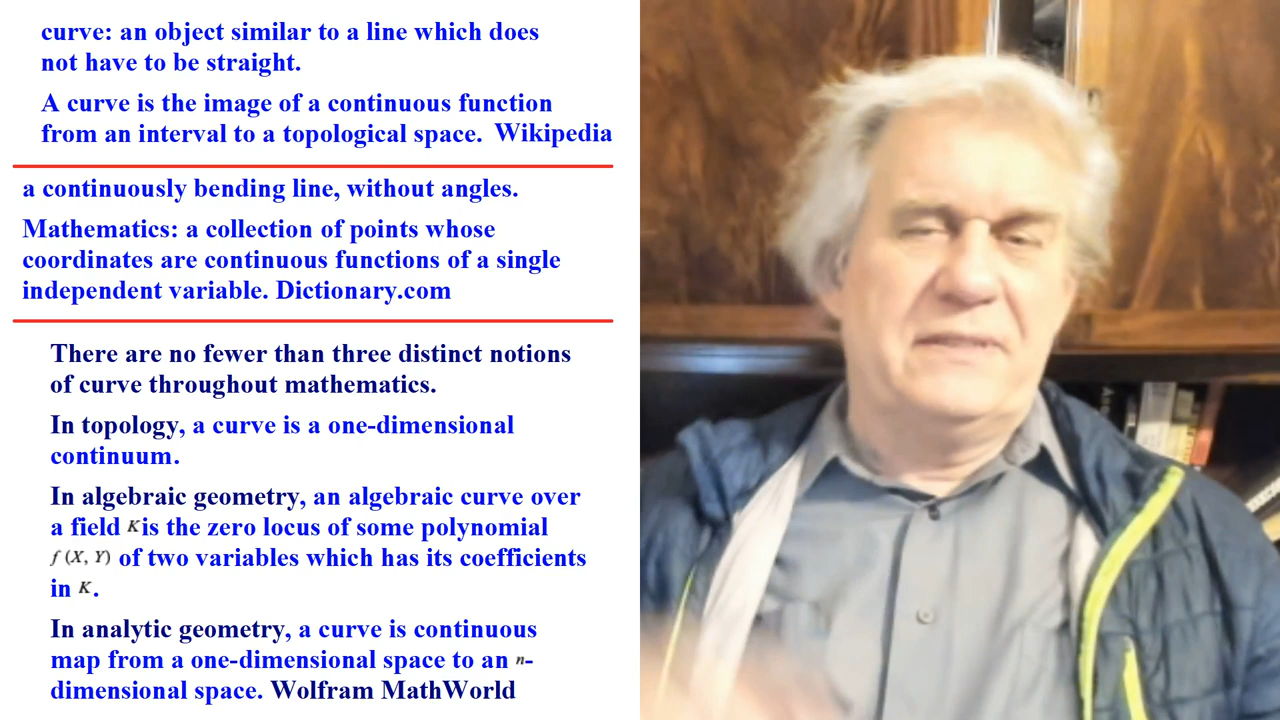 curve: an object similar to a line which does
not have to be straight.
A curve is the image of a continuous function
from an interval to a topological space. Wikipedia
a continuously bending line, without angles.
Mathematics: a collection of points whose
coordinates are continuous functions of a single
independent variable. Dictionary.com
There are no fewer than three distinct notions
of curve throughout mathematics.
In topology, a curve is a one-dimensional
continuum.
In algebraic geometry, an algebraic curve over
a field K is the zero locus of some polynomial
f (X, Y) of two variables which has its coefficients
in K.
In analytic geometry, a curve is continuous
map from a one-dimensional space to an n-
dimensional space. Wolfram MathWorld